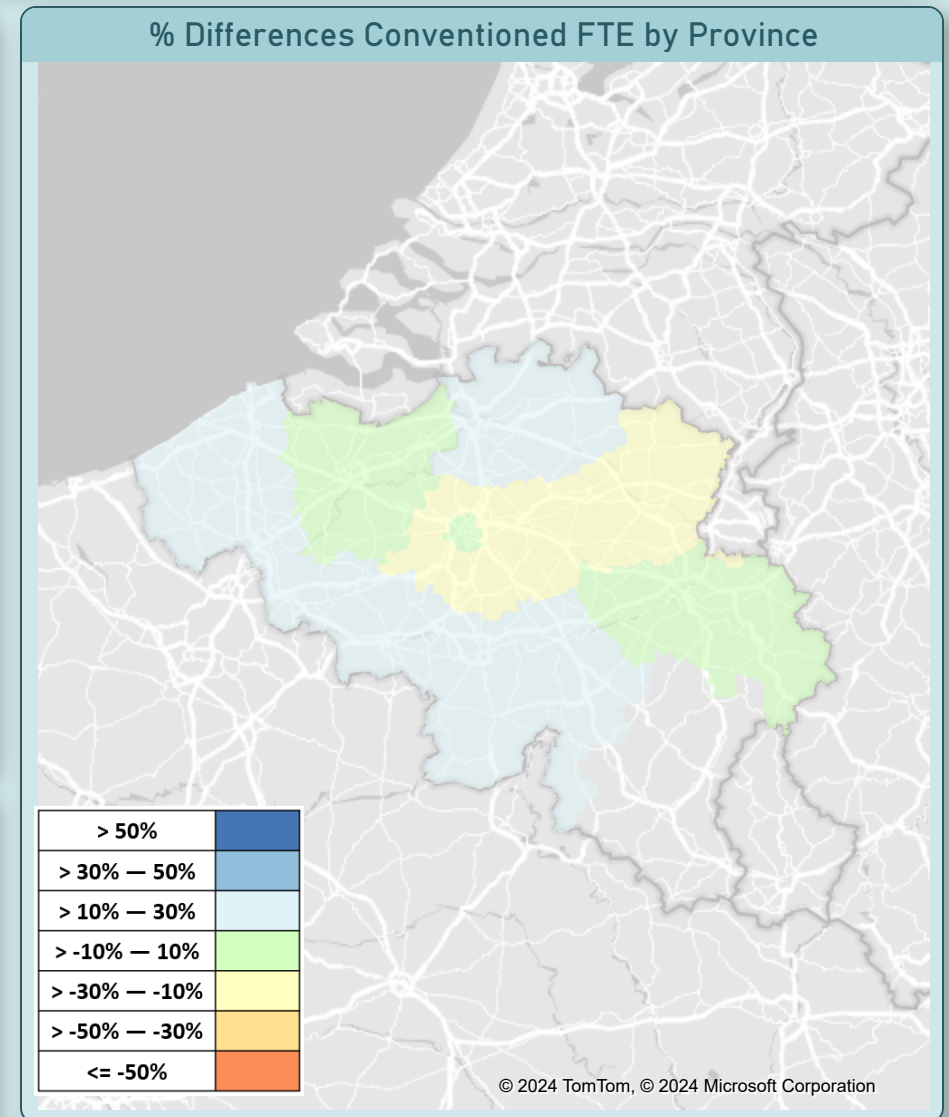 % Differences Conventioned FTE by Province
> 50%
> 30% — 50%
> 10% — 30%
> -10% — 10%
> -30% — -10%
> -50% — -30%
<= -50%
© 2024 TomTom, © 2024 Microsoft Corporation